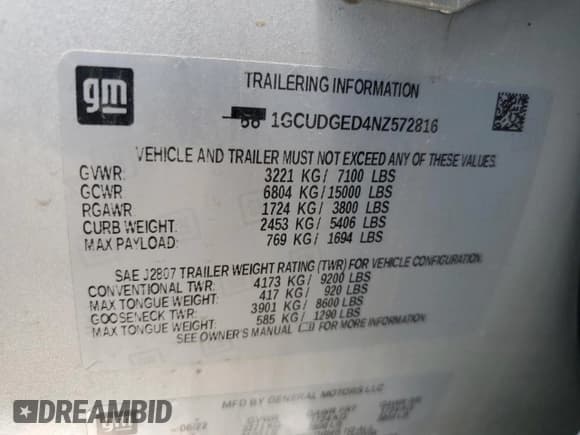 gm
TRAILERING INFORMATION
1GCUDGED4NZ572816
VEHICLE AND TRAILER MUST NOT EXCEED ANY OF THESE VALUES.
GVWR: 3221 KG/ 7100 LBS
GCWR 6804 KG/ 15000 LBS
RGAWR: 1724 KG/ 3800 LBS
CURB WEIGHT: 2453 KG/ 5406 LBS
MAX PAYLOAD: 769 KG/ 1694 LBS
SAE J2807 TRAILER WEIGHT RATING (TWR) FOR VEHICLE CONFIGURATION.
CONVENTIONAL TWR: 4173 KG/ 9200 LBS
MAX TONGUE WEIGHT: 417 KG/ 920 LBS
GOOSENECK TWR: 3901 KG/ 8600 LBS
MAX TONGUE WEIGHT: 585 KG/ 1290 LBS
SEE OWNER'S MANUAL FOR MORE INFORMATION.
gm
MFD BY GENERAL MOTORS LLC
06/22
DREAMBID